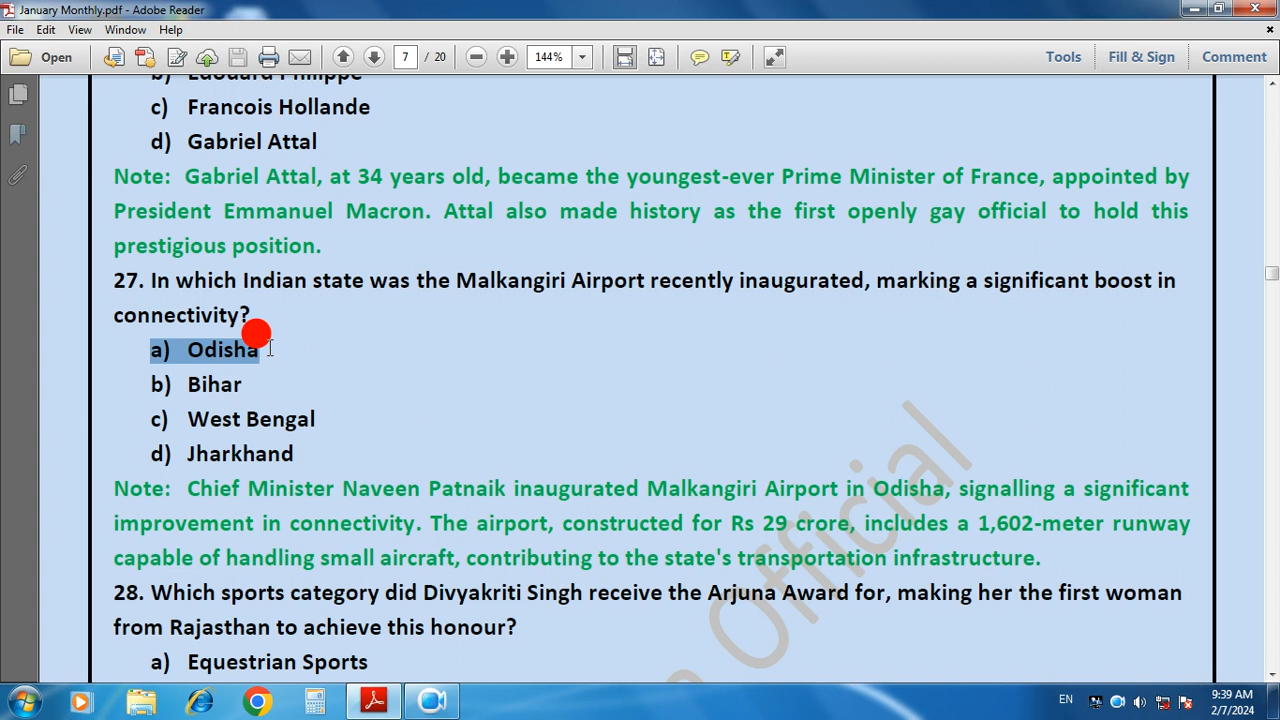 January Monthly.pdf - Adobe Reader
File Edit View Window Help
Open 7 / 20 144% Tools Fill & Sign Comment
b) Edouard Philippe
c) Francois Hollande
d) Gabriel Attal
Note: Gabriel Attal, at 34 years old, became the youngest-ever Prime Minister of France, appointed by
President Emmanuel Macron. Attal also made history as the first openly gay official to hold this
prestigious position.
27. In which Indian state was the Malkangiri Airport recently inaugurated, marking a significant boost in
connectivity?
a) Odisha
b) Bihar
c) West Bengal
d) Jharkhand
Note: Chief Minister Naveen Patnaik inaugurated Malkangiri Airport in Odisha, signalling a significant
improvement in connectivity. The airport, constructed for Rs 29 crore, includes a 1,602-meter runway
capable of handling small aircraft, contributing to the state's transportation infrastructure.
28. Which sports category did Divyakriti Singh receive the Arjuna Award for, making her the first woman
from Rajasthan to achieve this honour?
a) Equestrian Sports
Official
EN 9:39 AM
2/7/2024